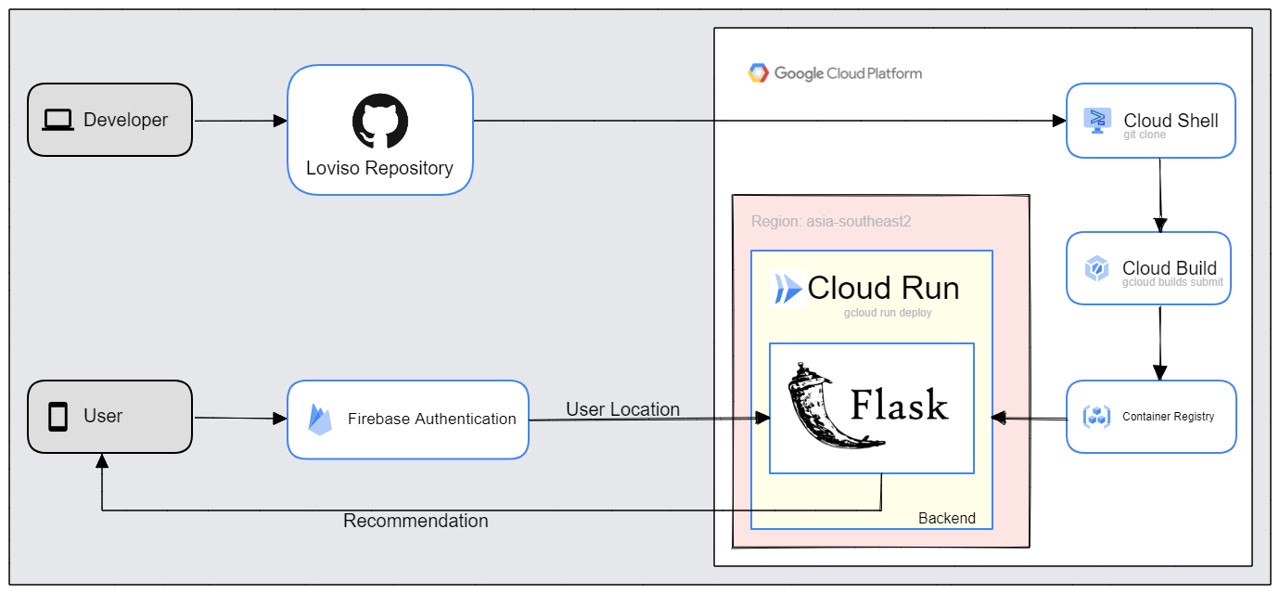 Google Cloud Platform
Developer
Loviso Repository
Cloud Shell
git clone
Region: asia-southeast2
Cloud Build
gcloud builds submit
Cloud Run
gcloud run deploy
User
Firebase Authentication
User Location
Flask
Container Registry
Backend
Recommendation